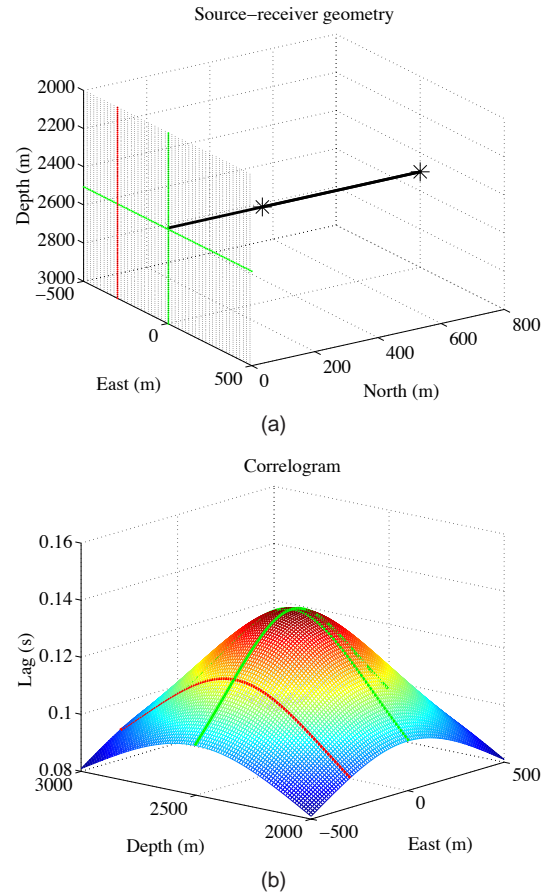 Source−receiver geometry
2000
2200
2400
2600
2800
3000
Depth (m)
−500
0
500
East (m)
0
200
400
600
800
North (m)
(a)
Correlogram
0.16
0.14
0.12
0.1
0.08
Lag (s)
3000
2500
2000
Depth (m)
−500
0
500
East (m)
(b)